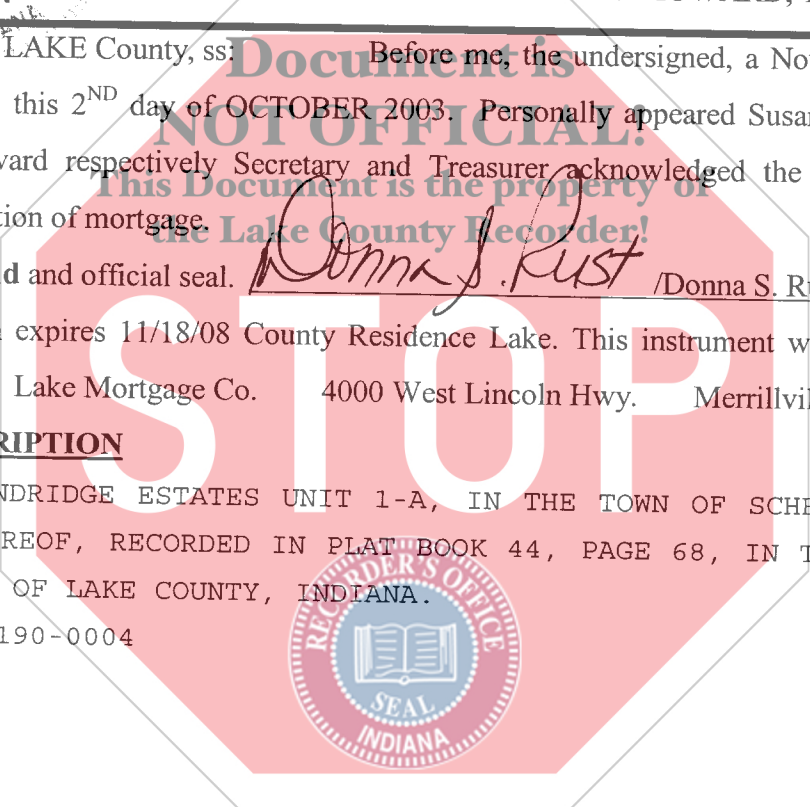 LAKE County, ss: Before me, the undersigned, a No
this 2ND day of OCTOBER 2003. Personally appeared Susa
ward respectively Secretary and Treasurer acknowledged the
tion of mortgage.
d and official seal. Donna S. Rust /Donna S. R
expires 11/18/08 County Residence Lake. This instrument w
Lake Mortgage Co. 4000 West Lincoln Hwy. Merrillvil
RIPTION
NDRIDGE ESTATES UNIT 1-A, IN THE TOWN OF SCHE
REOF, RECORDED IN PLAT BOOK 44, PAGE 68, IN T
OF LAKE COUNTY, INDIANA.
190-0004
Document is
NOT OFFICIAL!
This Document is the property of
the Lake County Recorder!
STOP
RECORDER'S OFFICE
SEAL
INDIANA